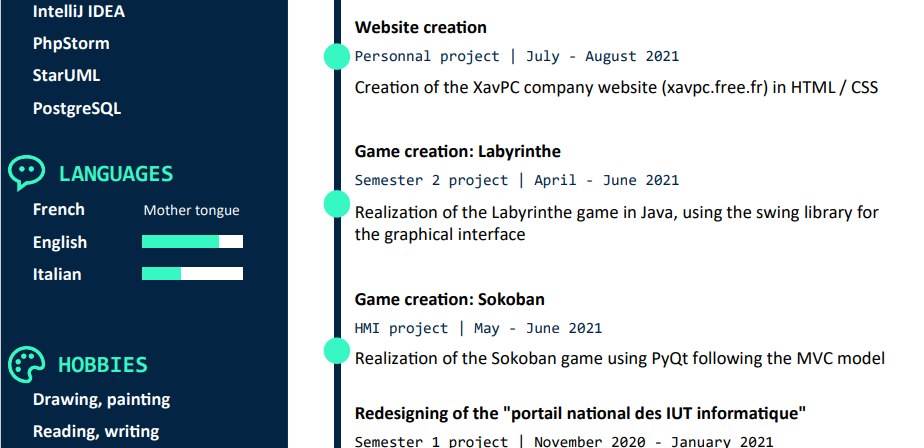 IntelliJ IDEA
PhpStorm
StarUML
PostgreSQL
LANGUAGES
French Mother tongue
English
Italian
HOBBIES
Drawing, painting
Reading, writing
Website creation
Personnal project | July - August 2021
Creation of the XavPC company website (xavpc.free.fr) in HTML / CSS
Game creation: Labyrinthe
Semester 2 project | April - June 2021
Realization of the Labyrinthe game in Java, using the swing library for
the graphical interface
Game creation: Sokoban
HMI project | May - June 2021
Realization of the Sokoban game using PyQt following the MVC model
Redesigning of the "portail national des IUT informatique"
Semester 1 project | November 2020 - January 2021